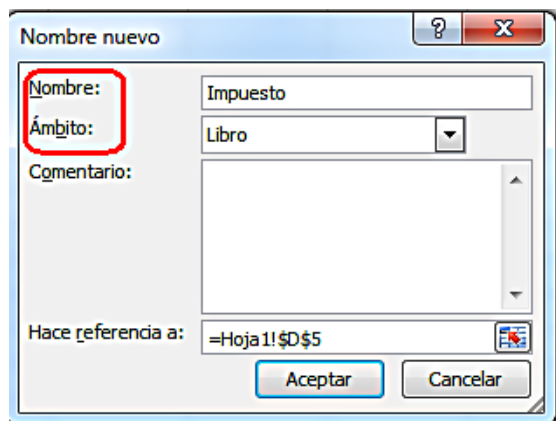 Nombre nuevo
Nombre: Impuesto
Ámbito: Libro
Comentario:
Hace referencia a: =Hoja1!$D$5
Aceptar Cancelar